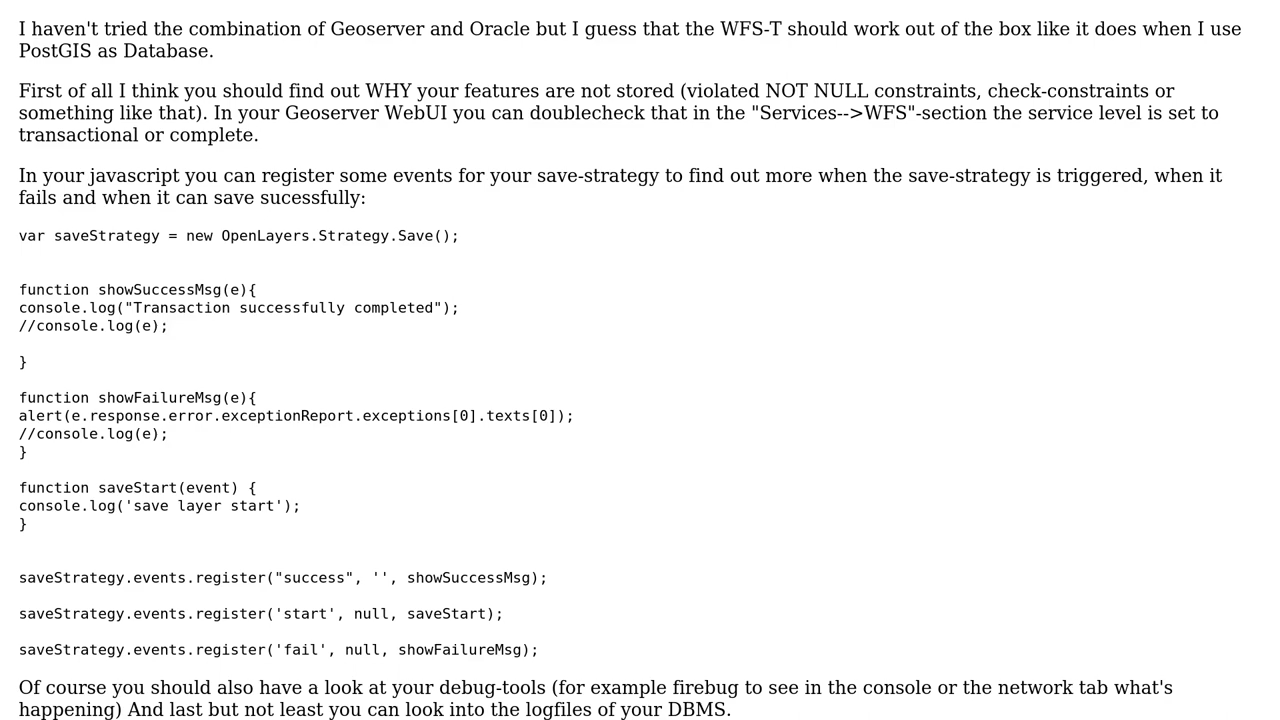 I haven't tried the combination of Geoserver and Oracle but I guess that the WFS-T should work out of the box like it does when I use
PostGIS as Database.
First of all I think you should find out WHY your features are not stored (violated NOT NULL constraints, check-constraints or
something like that). In your Geoserver WebUI you can doublecheck that in the "Services-->WFS"-section the service level is set to
transactional or complete.
In your javascript you can register some events for your save-strategy to find out more when the save-strategy is triggered, when it
fails and when it can save sucessfully:
var saveStrategy = new OpenLayers.Strategy.Save();
function showSuccessMsg(e){
console.log("Transaction successfully completed");
//console.log(e);
}
function showFailureMsg(e){
alert(e.response.error.exceptionReport.exceptions[0].texts[0]);
//console.log(e);
}
function saveStart(event) {
console.log('save layer start');
}
saveStrategy.events.register("success", '', showSuccessMsg);
saveStrategy.events.register('start', null, saveStart);
saveStrategy.events.register('fail', null, showFailureMsg);
Of course you should also have a look at your debug-tools (for example firebug to see in the console or the network tab what's
happening) And last but not least you can look into the logfiles of your DBMS.